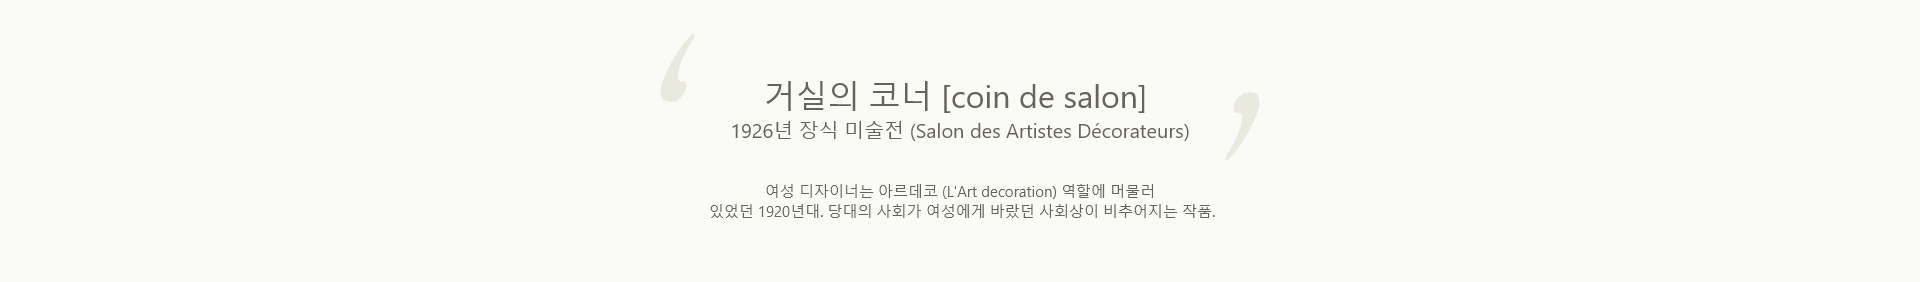 거실의 코너 [coin de salon]
1926년 장식 미술전 (Salon des Artistes Décorateurs)
여성 디자이너는 아르데코 (L'Art decoration) 역할에 머물러
있었던 1920년대. 당대의 사회가 여성에게 바랐던 사회상이 비추어지는 작품.